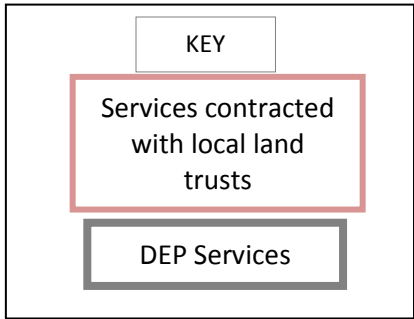 KEY
Services contracted
with local land
trusts
DEP Services